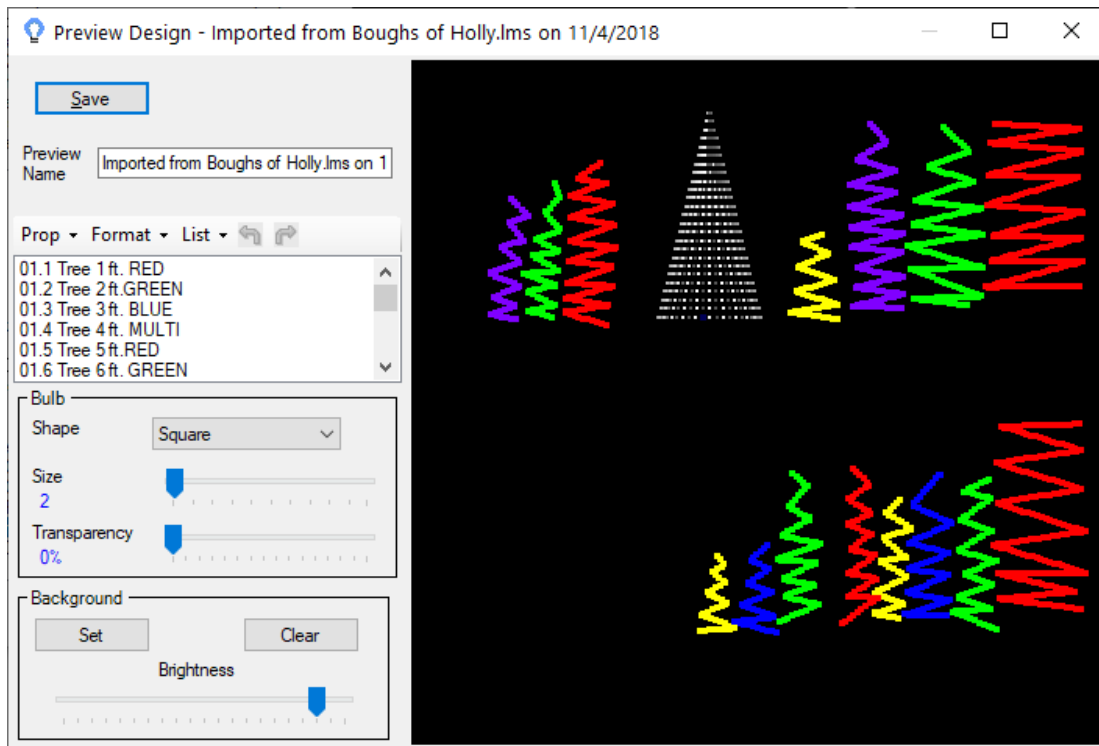 Preview Design - Imported from Boughs of Holly.lms on 11/4/2018
Save
Preview Name
Imported from Boughs of Holly.lms on 1
Prop Format List
01.1 Tree 1 ft. RED
01.2 Tree 2 ft.GREEN
01.3 Tree 3 ft. BLUE
01.4 Tree 4 ft. MULTI
01.5 Tree 5 ft.RED
01.6 Tree 6 ft. GREEN
Bulb
Shape Square
Size
2
Transparency
0%
Background
Set Clear
Brightness